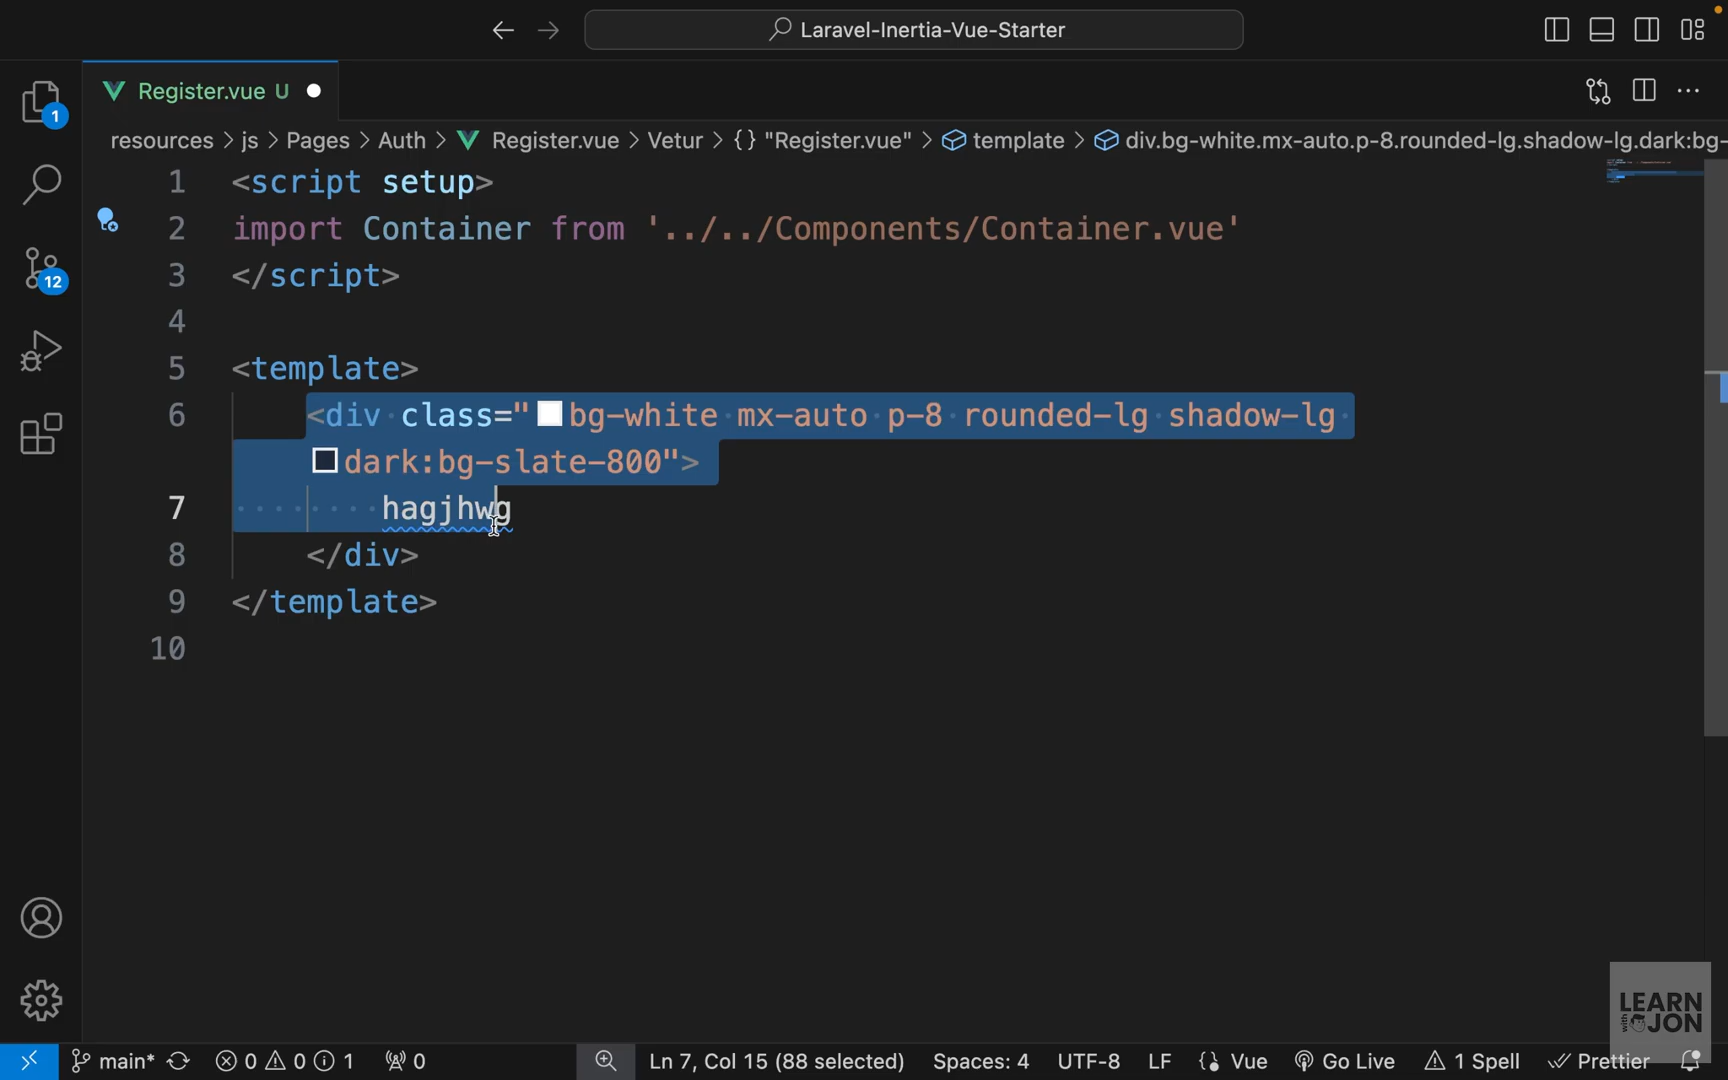 Laravel-Inertia-Vue-Starter
Register.vue U
resources > js > Pages > Auth > Register.vue > Vetur > {} "Register.vue" > template > div.bg-white.mx-auto.p-8.rounded-lg.shadow-lg.dark:bg-
1
12
1 <script setup>
2 import Container from '../../Components/Container.vue'
3 </script>
4
5 <template>
6 <div class="bg-white mx-auto p-8 rounded-lg shadow-lg
dark:bg-slate-800">
7 hagjhwg
8 </div>
9 </template>
10
LEARN
with JON
main* 0 0 1 0 Ln 7, Col 15 (88 selected) Spaces: 4 UTF-8 LF {} Vue Go Live 1 Spell Prettier